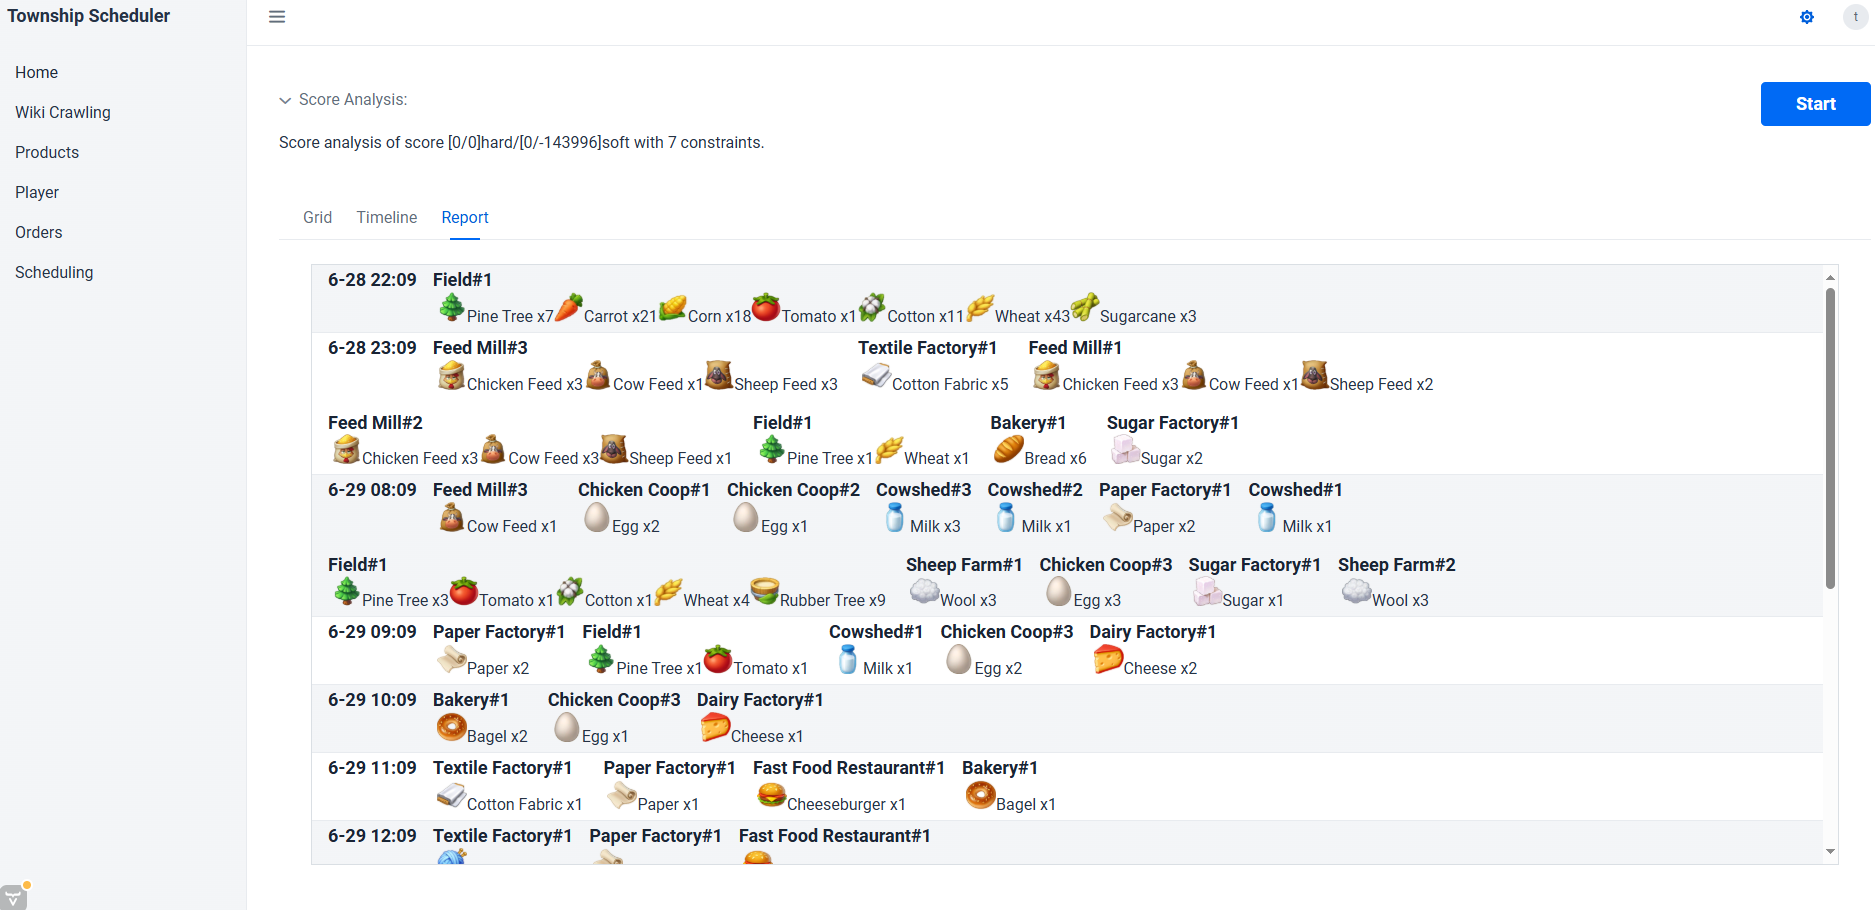 Township Scheduler
t
Home
Wiki Crawling
Products
Player
Orders
Scheduling
Score Analysis:
Start
Score analysis of score [0/0]hard/[0/-143996]soft with 7 constraints.
Grid Timeline Report
6-28 22:09 Field#1
Pine Tree x7 Carrot x21 Corn x18 Tomato x1 Cotton x11 Wheat x43 Sugarcane x3
6-28 23:09 Feed Mill#3 Textile Factory#1 Feed Mill#1
Chicken Feed x3 Cow Feed x1 Sheep Feed x3 Cotton Fabric x5 Chicken Feed x3 Cow Feed x1 Sheep Feed x2
Feed Mill#2 Field#1 Bakery#1 Sugar Factory#1
Chicken Feed x3 Cow Feed x3 Sheep Feed x1 Pine Tree x1 Wheat x1 Bread x6 Sugar x2
6-29 08:09 Feed Mill#3 Chicken Coop#1 Chicken Coop#2 Cowshed#3 Cowshed#2 Paper Factory#1 Cowshed#1
Cow Feed x1 Egg x2 Egg x1 Milk x3 Milk x1 Paper x2 Milk x1
Field#1 Sheep Farm#1 Chicken Coop#3 Sugar Factory#1 Sheep Farm#2
Pine Tree x3 Tomato x1 Cotton x1 Wheat x4 Rubber Tree x9 Wool x3 Egg x3 Sugar x1 Wool x3
6-29 09:09 Paper Factory#1 Field#1 Cowshed#1 Chicken Coop#3 Dairy Factory#1
Paper x2 Pine Tree x1 Tomato x1 Milk x1 Egg x2 Cheese x2
6-29 10:09 Bakery#1 Chicken Coop#3 Dairy Factory#1
Bagel x2 Egg x1 Cheese x1
6-29 11:09 Textile Factory#1 Paper Factory#1 Fast Food Restaurant#1 Bakery#1
Cotton Fabric x1 Paper x1 Cheeseburger x1 Bagel x1
6-29 12:09 Textile Factory#1 Paper Factory#1 Fast Food Restaurant#1